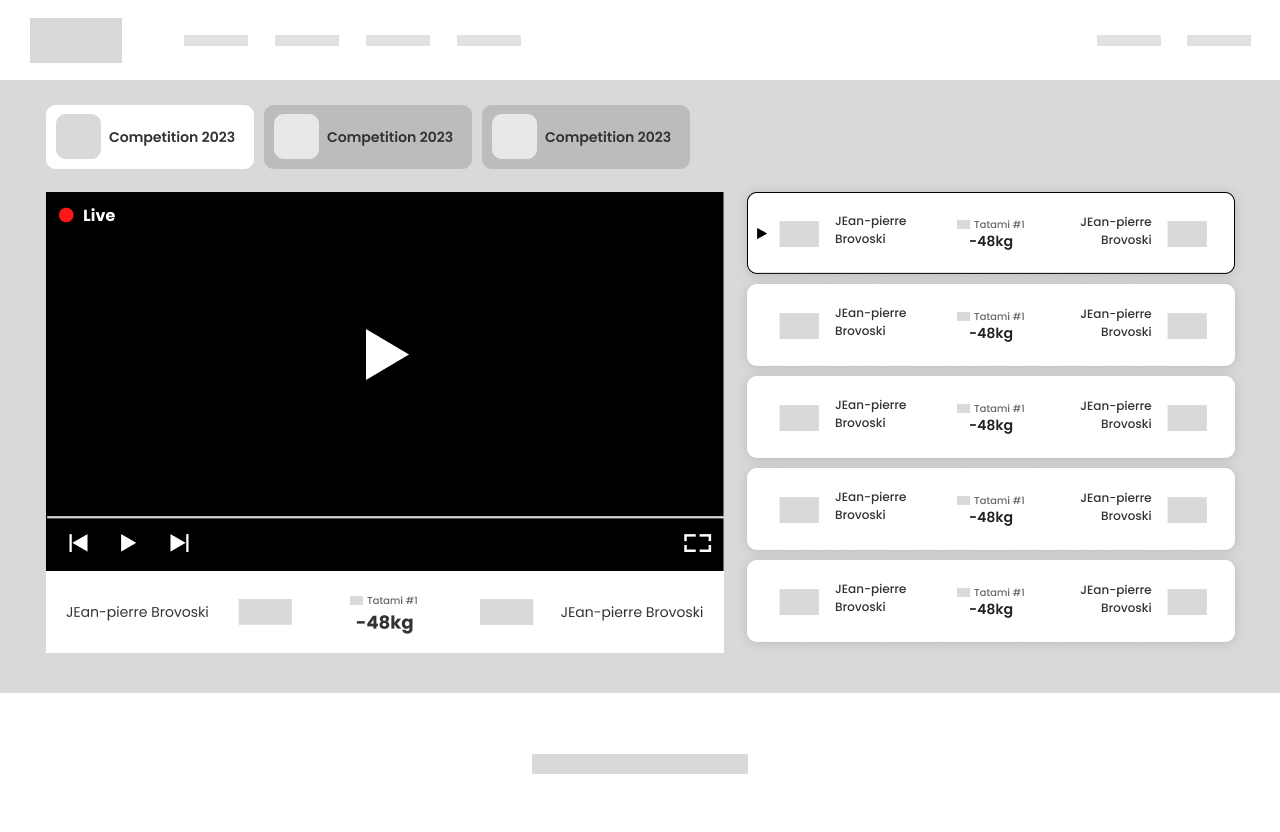 Competition 2023
Competition 2023
Competition 2023
Live
JEan-pierre Brovoski
Tatami #1
-48kg
JEan-pierre Brovoski
JEan-pierre
Brovoski
Tatami #1
-48kg
JEan-pierre
Brovoski
JEan-pierre
Brovoski
Tatami #1
-48kg
JEan-pierre
Brovoski
JEan-pierre
Brovoski
Tatami #1
-48kg
JEan-pierre
Brovoski
JEan-pierre
Brovoski
Tatami #1
-48kg
JEan-pierre
Brovoski
JEan-pierre
Brovoski
Tatami #1
-48kg
JEan-pierre
Brovoski